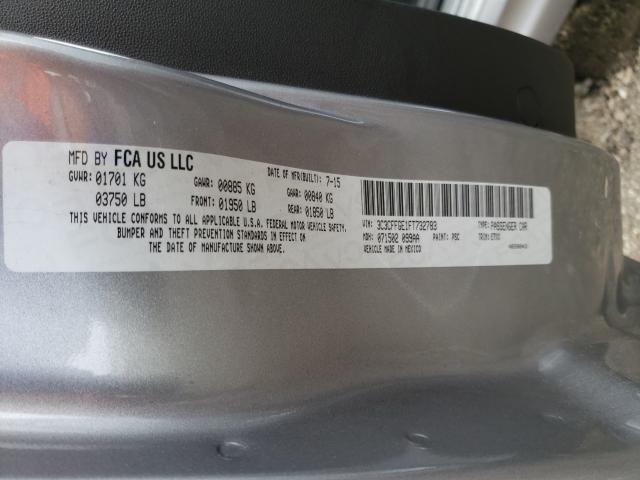 MFD BY FCA US LLC
DATE OF MFR(BUILT): 7-15
GVWR: 01701 KG
GAWR: 00885 KG
GAWR: 00840 KG
03750 LB
FRONT: 01950 LB
REAR: 01850 LB
THIS VEHICLE CONFORMS TO ALL APPLICABLE U.S.A. FEDERAL MOTOR VEHICLE SAFETY,
BUMPER AND THEFT PREVENTION STANDARDS IN EFFECT ON
THE DATE OF MANUFACTURE SHOWN ABOVE.
VIN: 3C3CFFGE1FT732783
TYPE: PASSENGER CAR
MDH: 071502 099AA
PAINT: PSC
TRIM:
VEHICLE MADE IN MEXICO